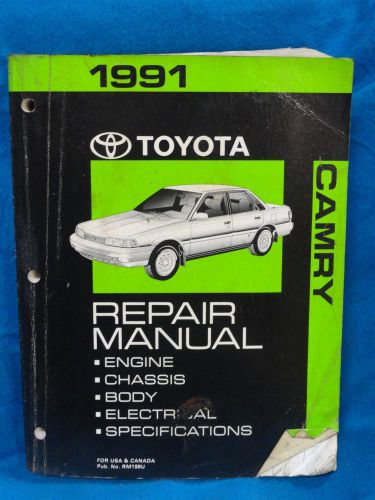 1991
TOYOTA
CAMRY
REPAIR
MANUAL
▪ ENGINE
▪ CHASSIS
▪ BODY
▪ ELECTRICAL
▪ SPECIFICATIONS
FOR USA & CANADA
Pub. No. RM199U